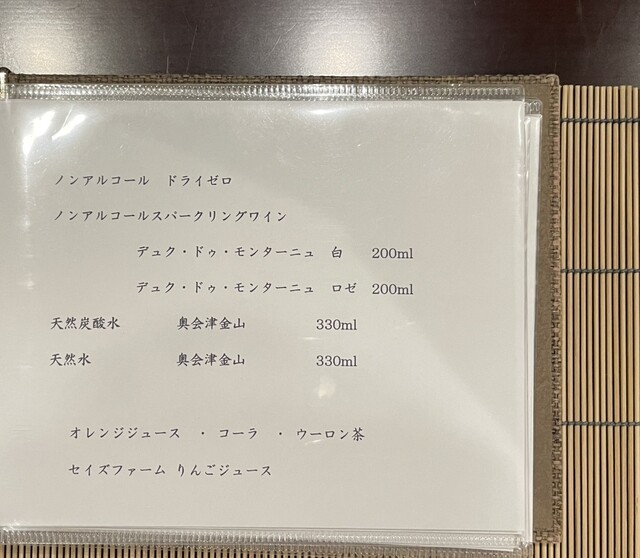 ノンアルコール ドライゼロ
ノンアルコールスパークリングワイン
デュク・ドゥ・モンターニュ 白 200ml
デュク・ドゥ・モンターニュ ロゼ 200ml
天然炭酸水 奥会津金山 330ml
天然水 奥会津金山 330ml
オレンジジュース ・ コーラ ・ ウーロン茶
セイズファーム りんごジュース